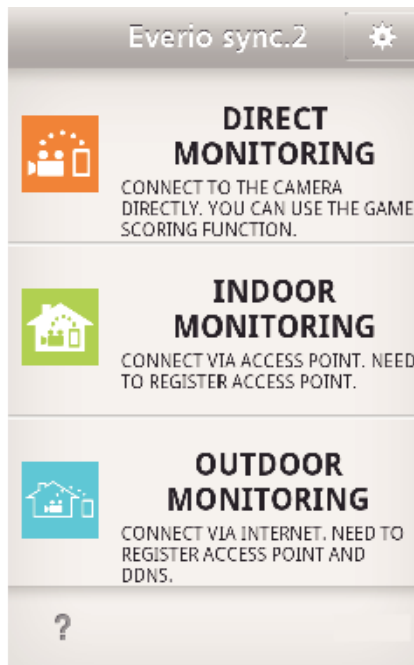 Everio sync.2
DIRECT
MONITORING
CONNECT TO THE CAMERA
DIRECTLY. YOU CAN USE THE GAME
SCORING FUNCTION.
INDOOR
MONITORING
CONNECT VIA ACCESS POINT. NEED
TO REGISTER ACCESS POINT.
OUTDOOR
MONITORING
CONNECT VIA INTERNET. NEED TO
REGISTER ACCESS POINT AND
DDNS.
?